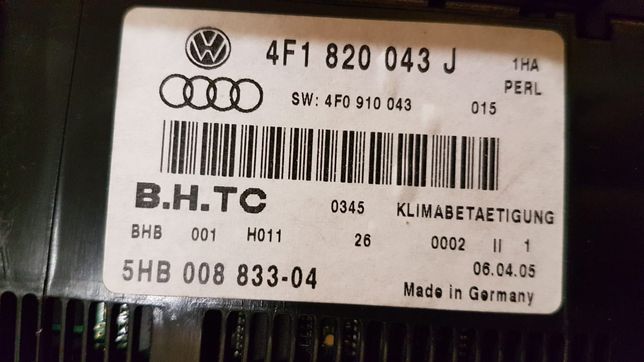 4F1 820 043 J 1HA
PERL
SW: 4F0 910 043 015
B.H.TC 0345 KLIMABETAETIGUNG
BHB 001 H011 26 0002 II 1
06.04.05
5HB 008 833-04 Made in Germany